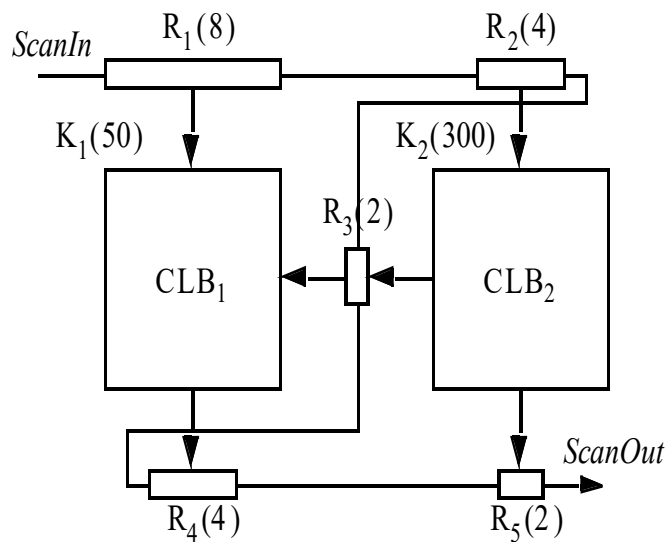 R₁(8)
R₂(4)
ScanIn
K₁(50)
K₂(300)
R₃(2)
CLB₁
CLB₂
ScanOut
R₄(4)
R₅(2)